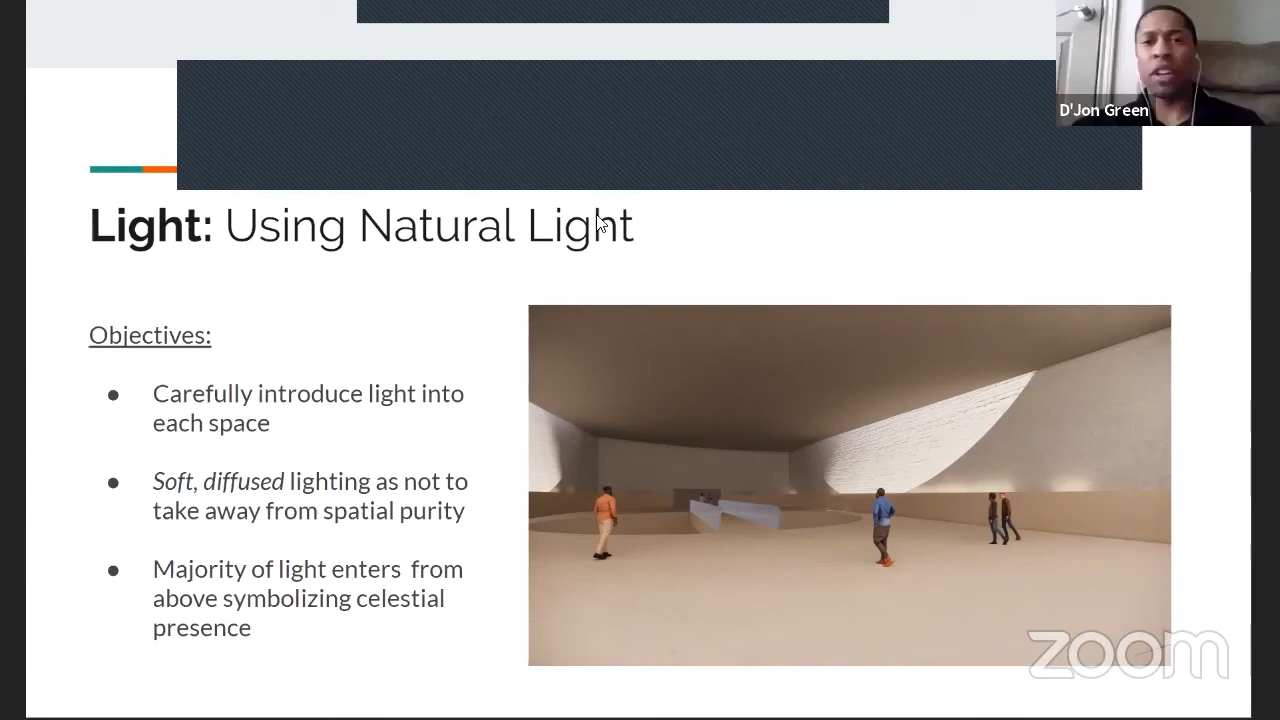 D'Jon Green
Light: Using Natural Light
Objectives:
● Carefully introduce light into
each space
● Soft, diffused lighting as not to
take away from spatial purity
● Majority of light enters from
above symbolizing celestial
presence
zoom